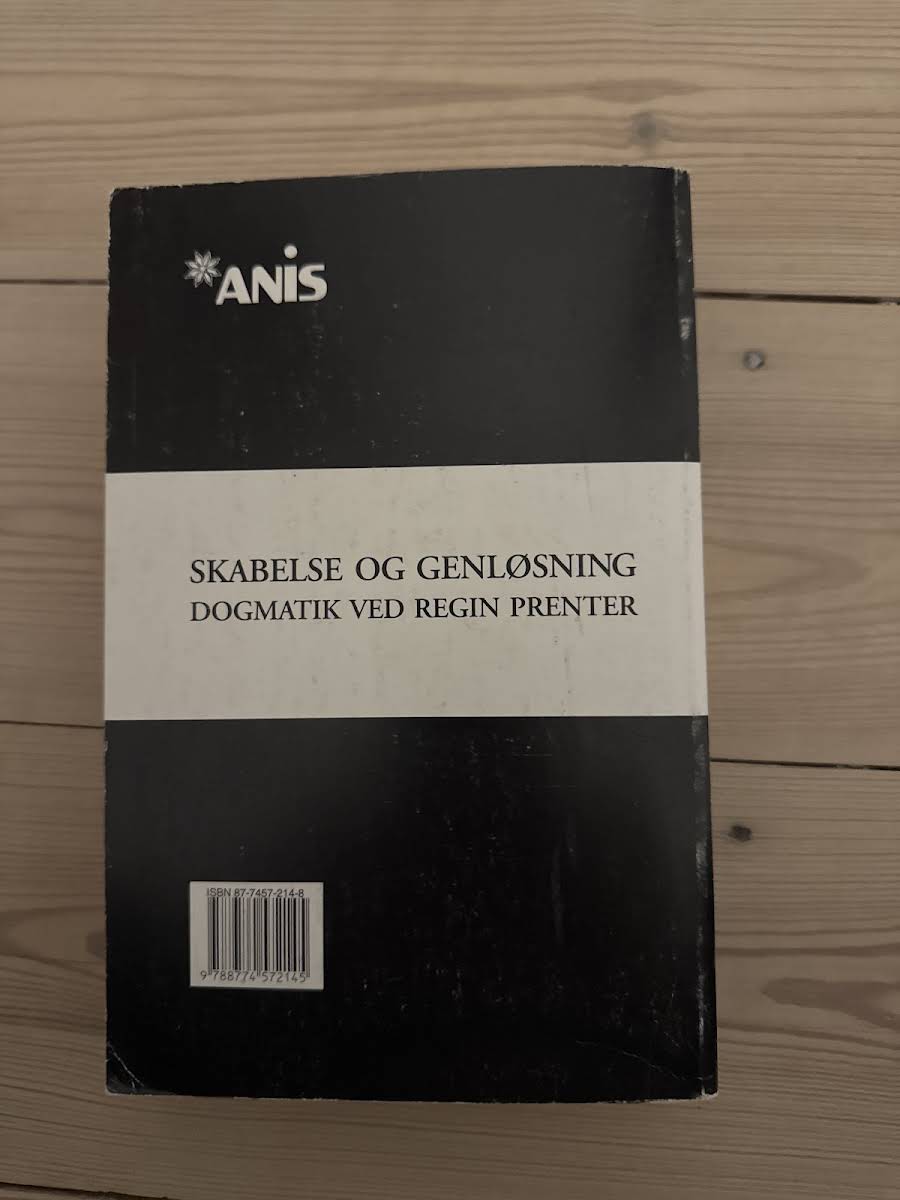 ANiS
SKABELSE OG GENLØSNING
DOGMATIK VED REGIN PRENTER
ISBN 87-7457-214-8
9 788774 572145